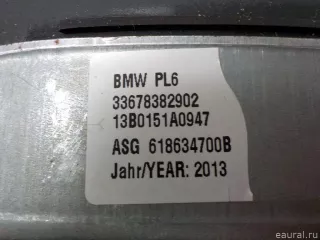 BMW PL6
33678382902
13B0151A0947
ASG 618634700B
Jahr/YEAR: 2013
eaural.ru